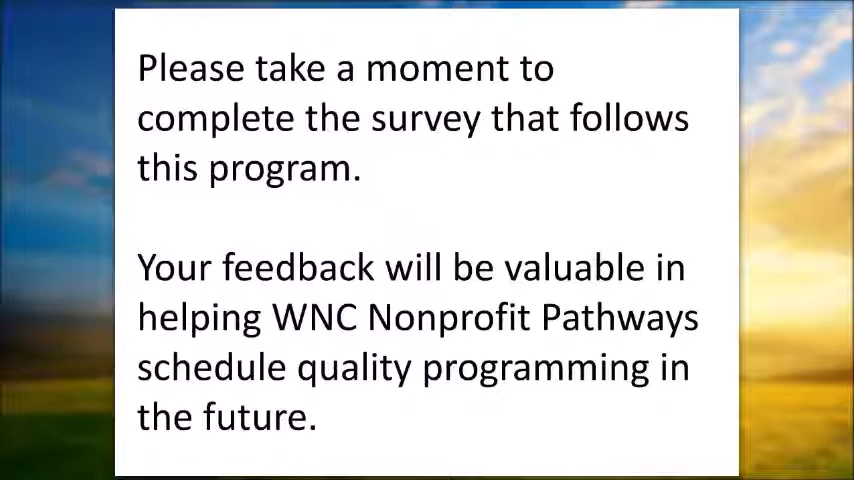 Please take a moment to
complete the survey that follows
this program.
Your feedback will be valuable in
helping WNC Nonprofit Pathways
schedule quality programming in
the future.